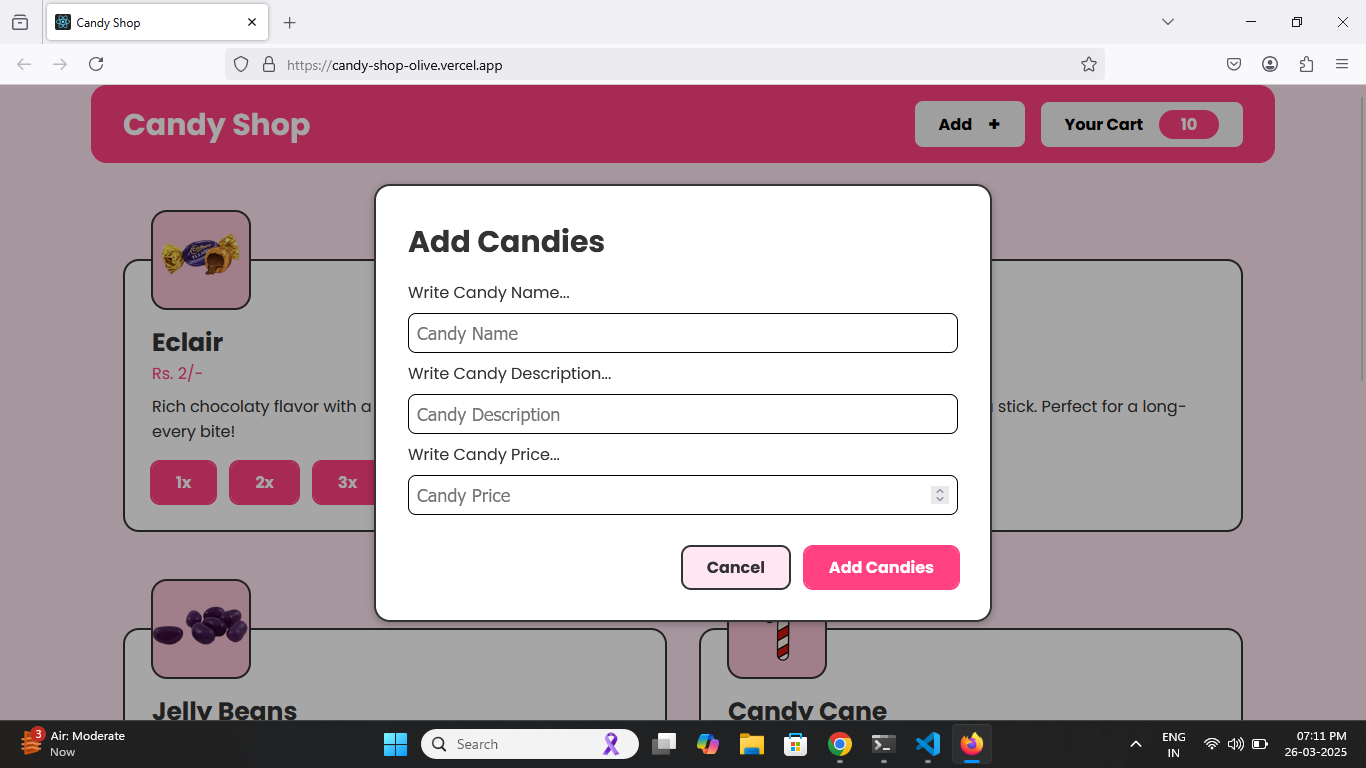 Candy Shop
https://candy-shop-olive.vercel.app
Candy Shop
Add +
Your Cart 10
Add Candies
Write Candy Name...
Candy Name
Write Candy Description...
Candy Description
Write Candy Price...
Candy Price
Cancel
Add Candies
Eclair
Rs. 2/-
Rich chocolaty flavor with a
every bite!
1x
2x
3x
stick. Perfect for a long-
Jelly Beans
Candy Cane
3
Air: Moderate
Now
Search
ENG
IN
07:11 PM
26-03-2025